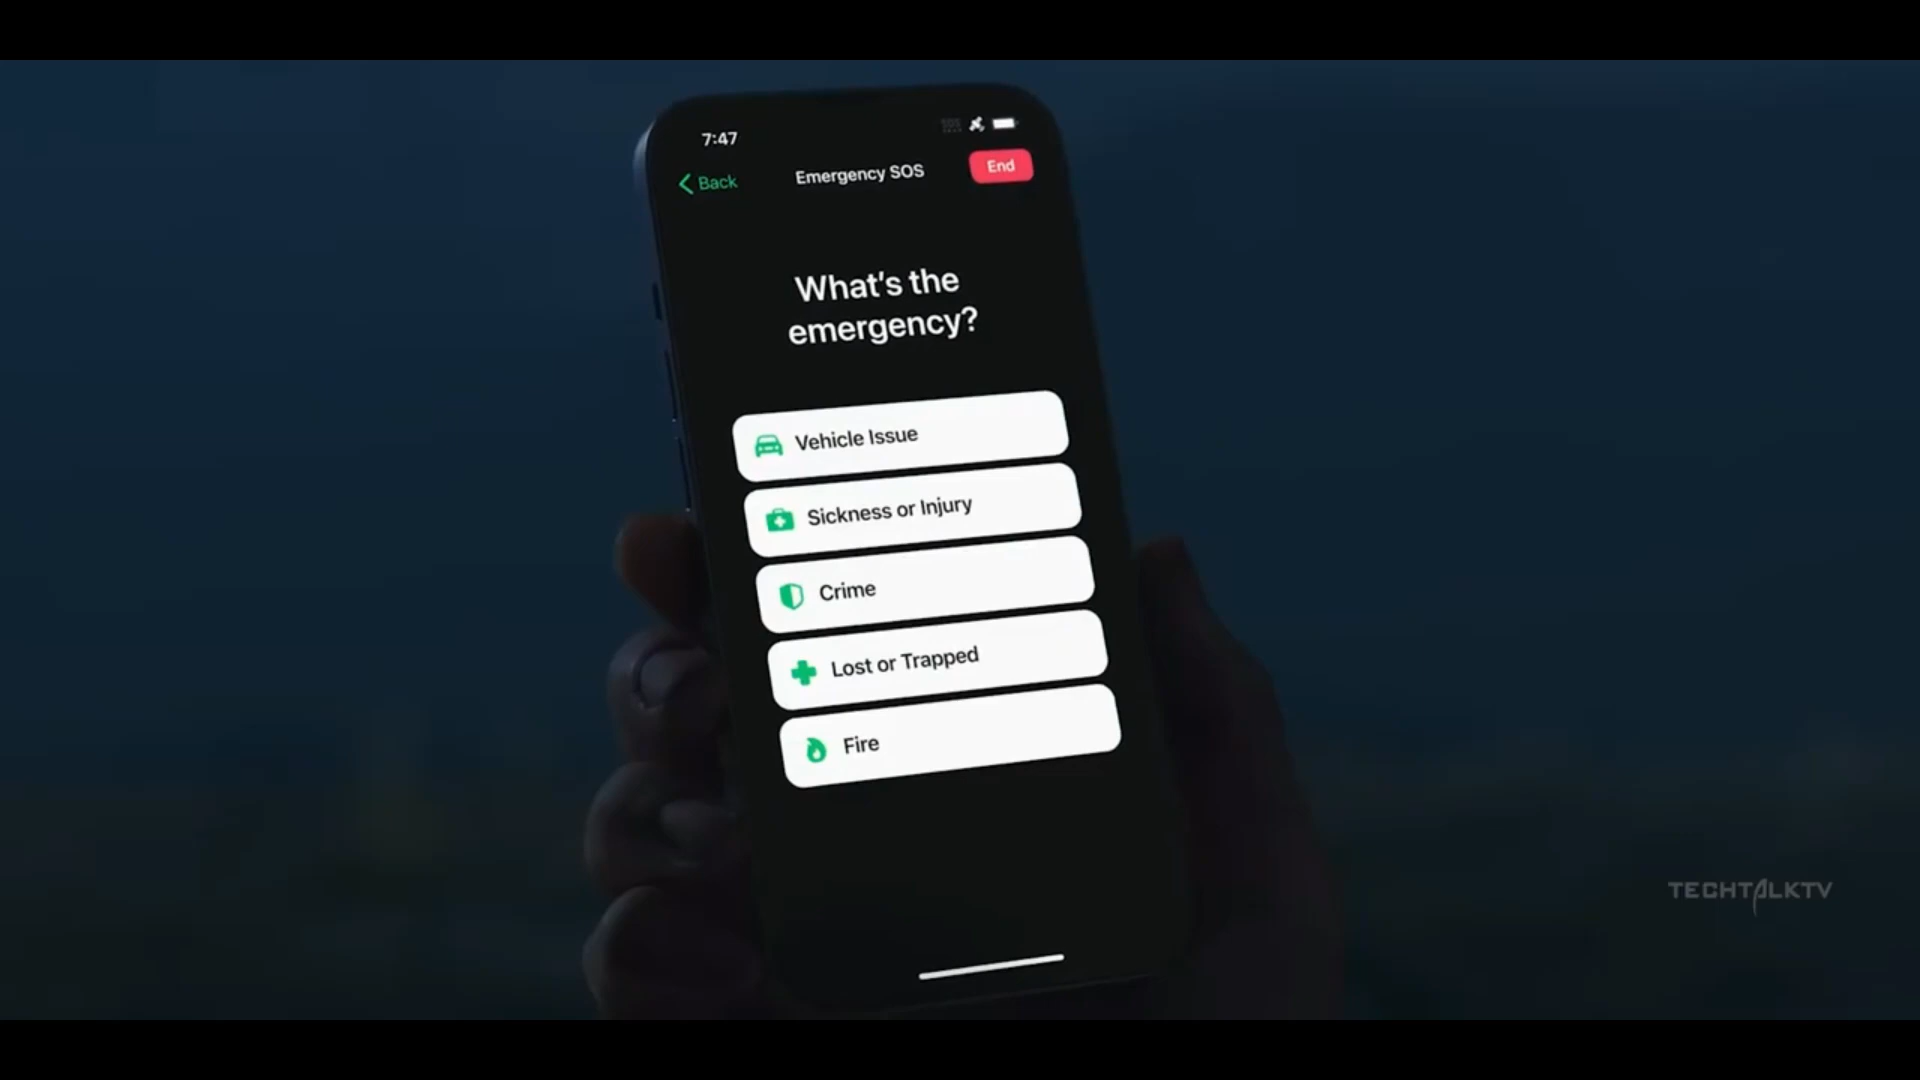 7:47
SOS
Back
Emergency SOS
End
What's the
emergency?
Vehicle Issue
Sickness or Injury
Crime
Lost or Trapped
Fire
TECHTALKTV